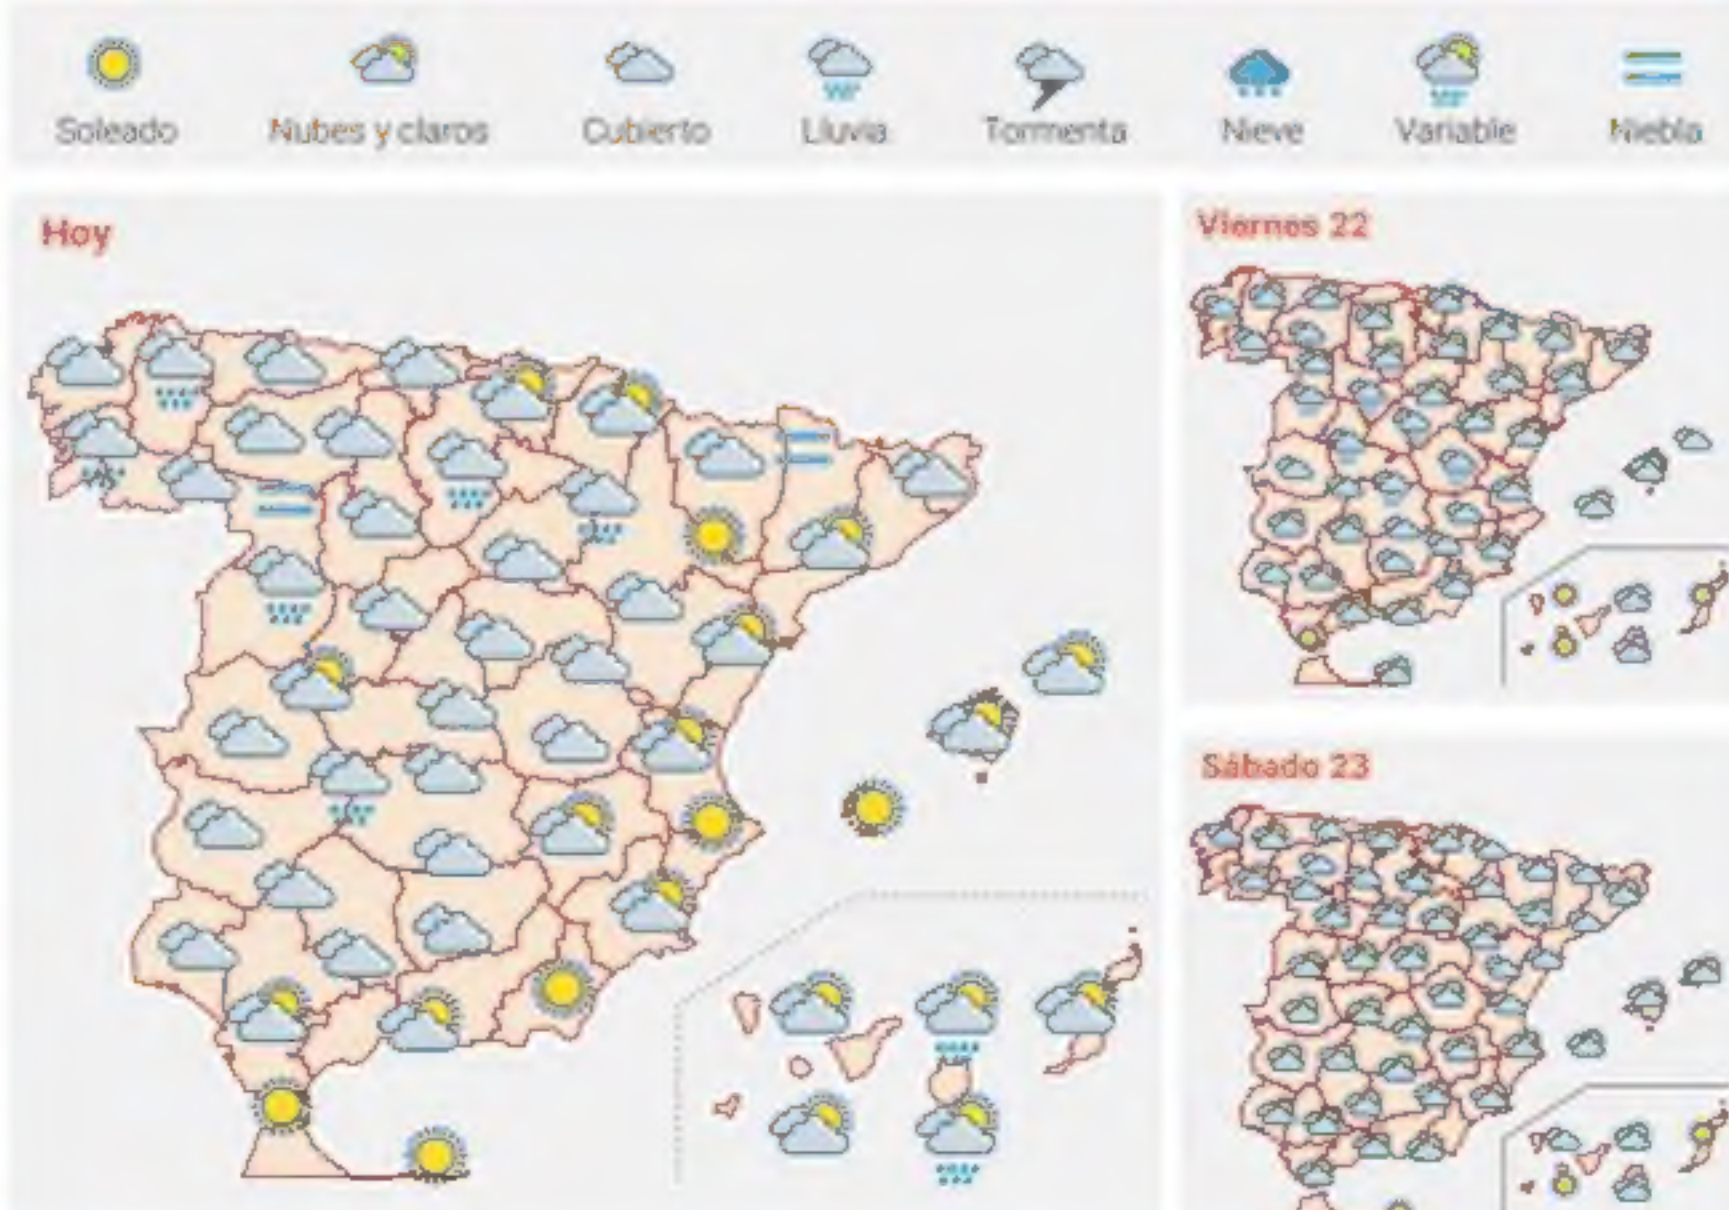 Soleado
Nubes y claros
Cubierto
Lluvia
Tormenta
Nieve
Variable
Niebla
Hoy
Viernes 22
Sábado 23